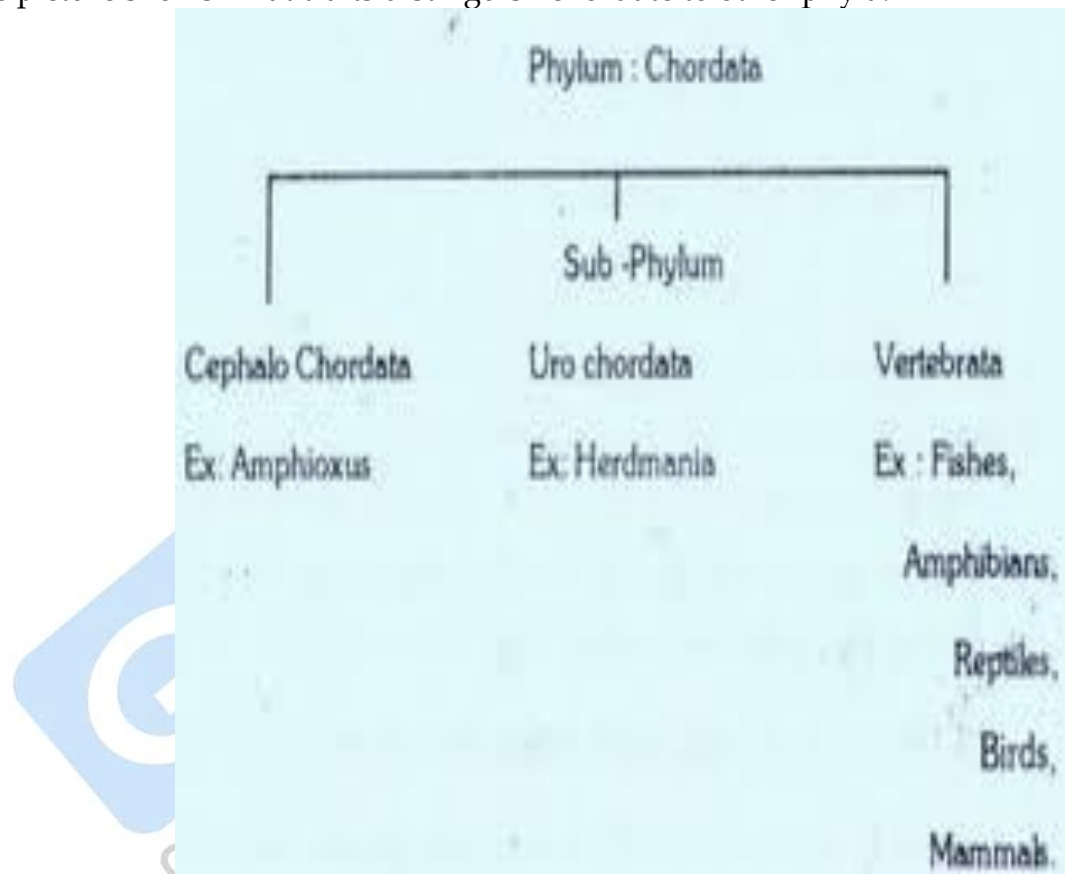 Phylum : Chordata
Sub -Phylum
Cephalo Chordata Uro chordata Vertebrata
Ex: Amphioxus Ex: Herdmania Ex : Fishes,
Amphibians,
Reptiles,
Birds,
Mammals.